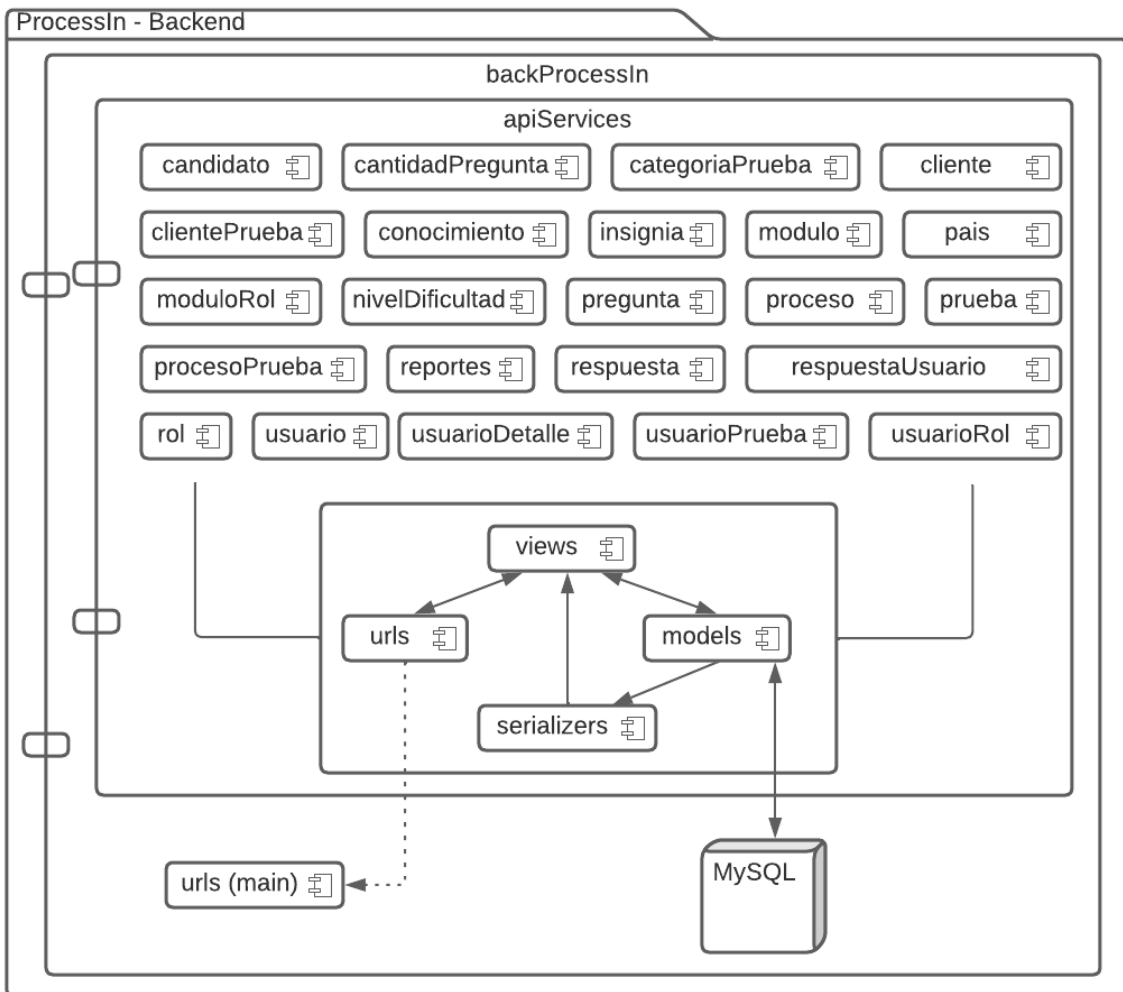 ProcessIn - Backend
backProcessIn
apiServices
candidato
cantidadPregunta
categoriaPrueba
cliente
clientePrueba
conocimiento
insignia
modulo
pais
moduloRol
nivelDificultad
pregunta
proceso
prueba
procesoPrueba
reportes
respuesta
respuestaUsuario
rol
usuario
usuarioDetalle
usuarioPrueba
usuarioRol
views
urls
models
serializers
urls (main)
MySQL